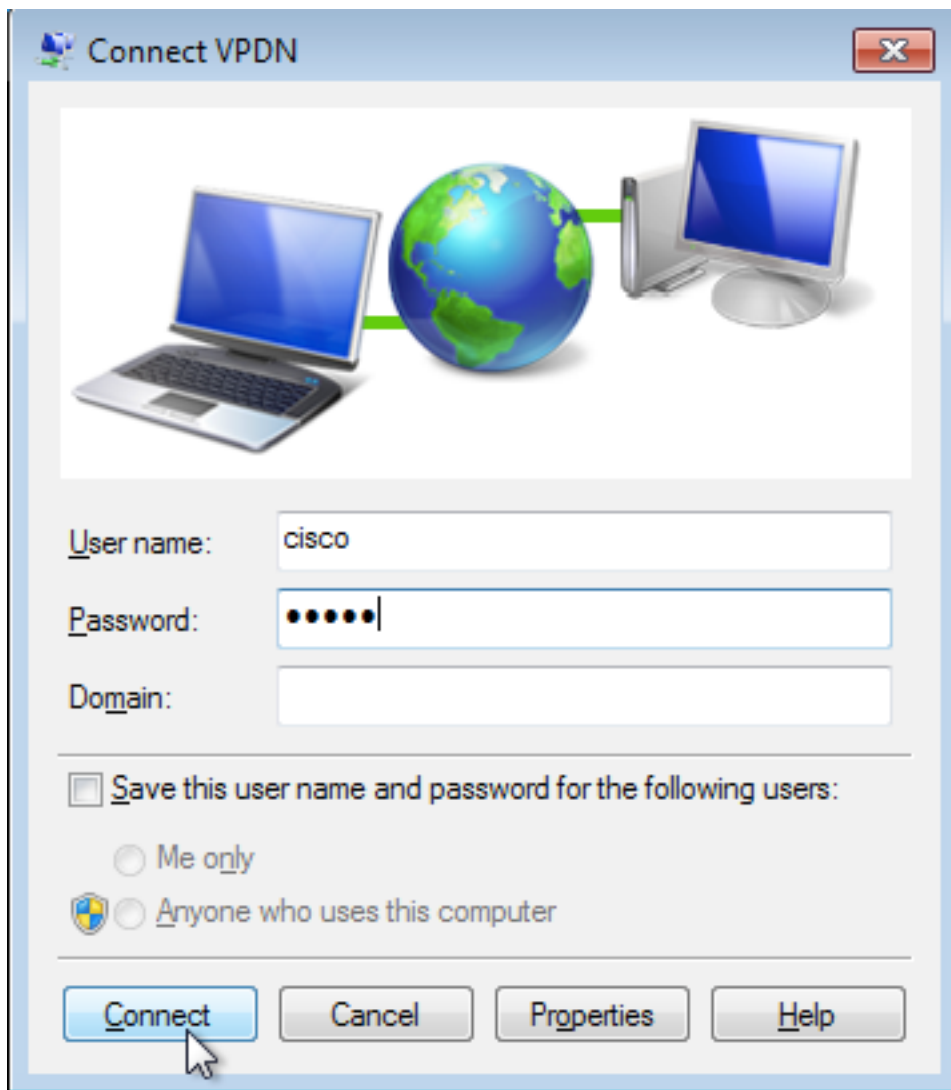 Connect VPDN
User name: cisco
Password: •••••
Domain:
Save this user name and password for the following users:
Me only
Anyone who uses this computer
Connect Cancel Properties Help